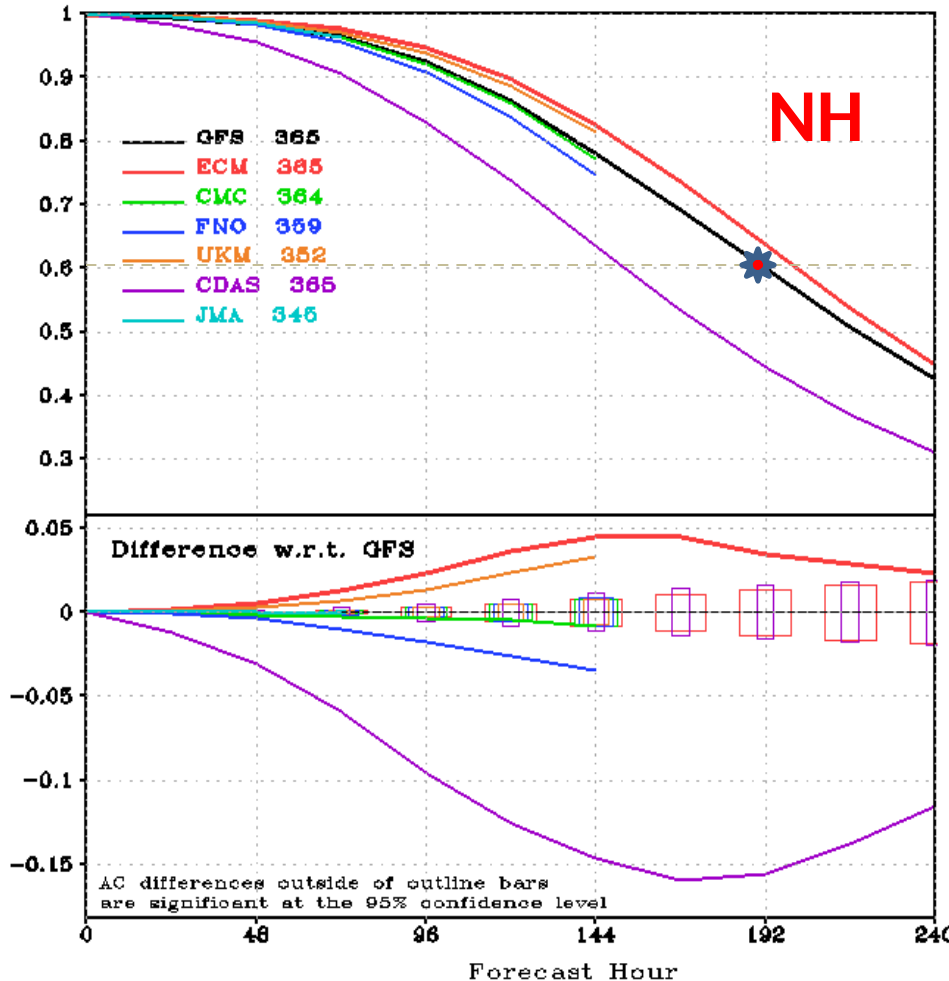 1
0.9
0.8
0.7
0.6
0.5
0.4
0.3
NH
GFS 365
ECM 365
CMC 364
FNO 359
UKM 352
CDAS 365
JMA 345
0.05
0
-0.05
-0.1
-0.15
Difference w.r.t. GFS
AC differences outside of outline bars
are significant at the 95% confidence level
0 48 96 144 192 240
Forecast Hour